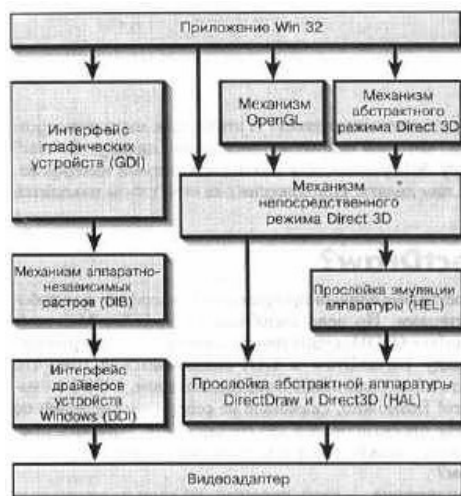 Приложение Win 32
Интерфейс
графических
устройств (GDI)
Механизм
OpenGL
Механизм
абстрактного
режима Direct 3D
Механизм
непосредственного
режима Direct 3D
Механизм аппаратно-
независимых
растров (DIB)
Прослойка эмуляции
аппаратуры (HEL)
Интерфейс
драйверов
устройств
Windows (DDI)
Прослойка абстрактной аппаратуры
DirectDraw и Direct3D (HAL)
Видеоадаптер